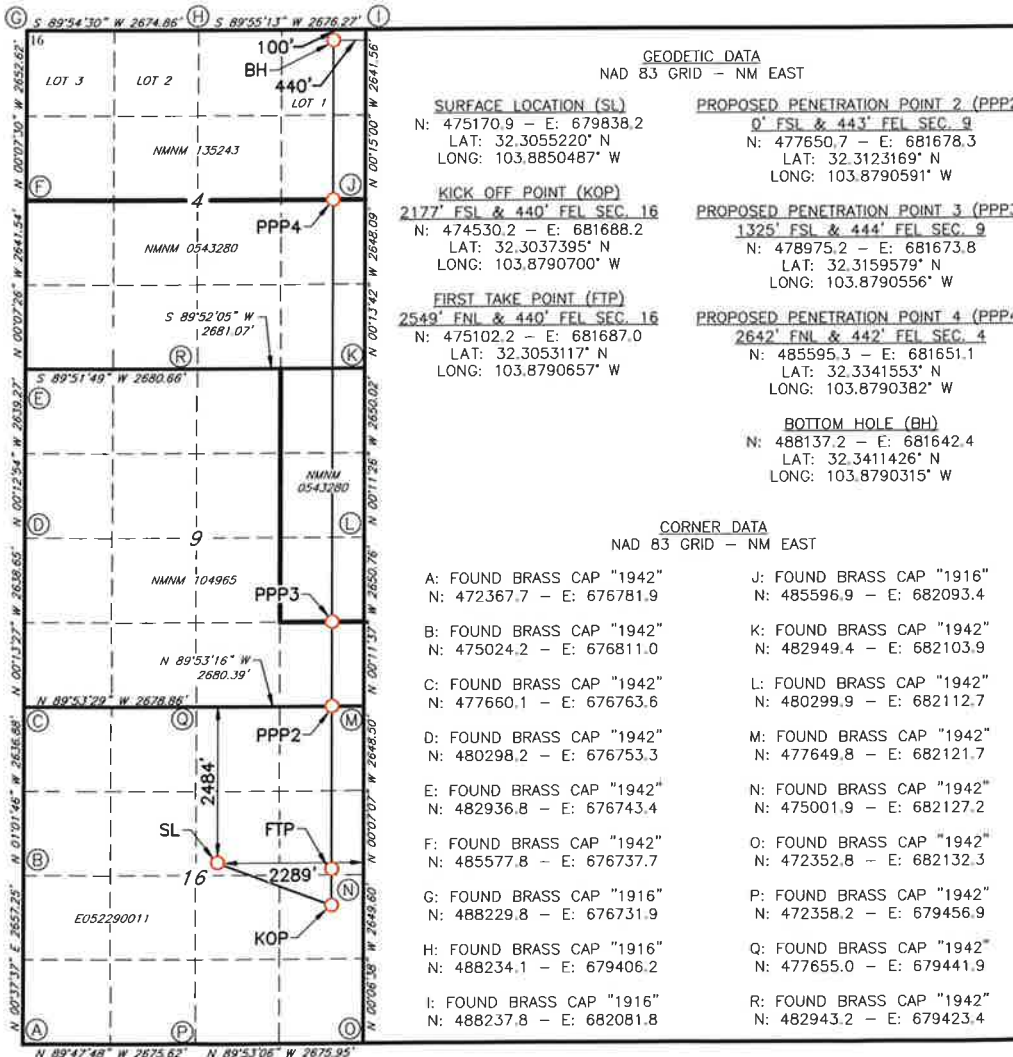 G S 89°54'30" W 2674.86' H S 89°55'13" W 2676.27' I
16
LOT 3
LOT 2
100'
BH
440'
LOT 1
N 00°07'30" W 2652.62'
N 00°15'00" W 2641.56'
NMNM 135243
F
4
J
PPP4
NMNM 0543280
N 00°07'26" W 2641.54'
N 00°13'42" W 2648.09'
S 89°52'05" W
2681.07'
R
K
S 89°51'49" W 2680.66'
E
N 00°12'54" W 2639.27'
N 00°11'26" W 2650.02'
NMNM
0543280
D
L
9
NMNM 104965
PPP3
N 00°13'27" W 2638.65'
N 00°11'37" W 2650.76'
N 89°53'16" W
2680.39'
N 89°53'29" W 2678.86'
C
Q
M
PPP2
2484'
N 01°01'46" W 2636.88'
N 00°07'07" W 2648.50'
SL
FTP
B
16
2289'
N
E052290011
KOP
N 00°37'37" E 2657.25'
N 00°06'38" W 2649.60'
A
P
O
N 89°47'48" W 2675.62' N 89°53'06" W 2675.95'
GEODETIC DATA
NAD 83 GRID – NM EAST
SURFACE LOCATION (SL)
N: 475170.9 – E: 679838.2
LAT: 32.3055220° N
LONG: 103.8850487° W
KICK OFF POINT (KOP)
2177' FSL & 440' FEL SEC. 16
N: 474530.2 – E: 681688.2
LAT: 32.3037395° N
LONG: 103.8790700° W
FIRST TAKE POINT (FTP)
2549' FNL & 440' FEL SEC. 16
N: 475102.2 – E: 681687.0
LAT: 32.3053117° N
LONG: 103.8790657° W
PROPOSED PENETRATION POINT 2 (PPP2
0' FSL & 443' FEL SEC. 9
N: 477650.7 – E: 681678.3
LAT: 32.3123169° N
LONG: 103.8790591° W
PROPOSED PENETRATION POINT 3 (PPP3
1325' FSL & 444' FEL SEC. 9
N: 478975.2 – E: 681673.8
LAT: 32.3159579° N
LONG: 103.8790556° W
PROPOSED PENETRATION POINT 4 (PPP4
2642' FNL & 442' FEL SEC. 4
N: 485595.3 – E: 681651.1
LAT: 32.3341553° N
LONG: 103.8790382° W
BOTTOM HOLE (BH)
N: 488137.2 – E: 681642.4
LAT: 32.3411426° N
LONG: 103.8790315° W
CORNER DATA
NAD 83 GRID – NM EAST
A: FOUND BRASS CAP "1942"
N: 472367.7 – E: 676781.9
B: FOUND BRASS CAP "1942"
N: 475024.2 – E: 676811.0
C: FOUND BRASS CAP "1942"
N: 477660.1 – E: 676763.6
D: FOUND BRASS CAP "1942"
N: 480298.2 – E: 676753.3
E: FOUND BRASS CAP "1942"
N: 482936.8 – E: 676743.4
F: FOUND BRASS CAP "1942"
N: 485577.8 – E: 676737.7
G: FOUND BRASS CAP "1916"
N: 488229.8 – E: 676731.9
H: FOUND BRASS CAP "1916"
N: 488234.1 – E: 679406.2
I: FOUND BRASS CAP "1916"
N: 488237.8 – E: 682081.8
J: FOUND BRASS CAP "1916"
N: 485596.9 – E: 682093.4
K: FOUND BRASS CAP "1942"
N: 482949.4 – E: 682103.9
L: FOUND BRASS CAP "1942"
N: 480299.9 – E: 682112.7
M: FOUND BRASS CAP "1942"
N: 477649.8 – E: 682121.7
N: FOUND BRASS CAP "1942"
N: 475001.9 – E: 682127.2
O: FOUND BRASS CAP "1942"
N: 472352.8 – E: 682132.3
P: FOUND BRASS CAP "1942"
N: 472358.2 – E: 679456.9
Q: FOUND BRASS CAP "1942"
N: 477655.0 – E: 679441.9
R: FOUND BRASS CAP "1942"
N: 482943.2 – E: 679423.4